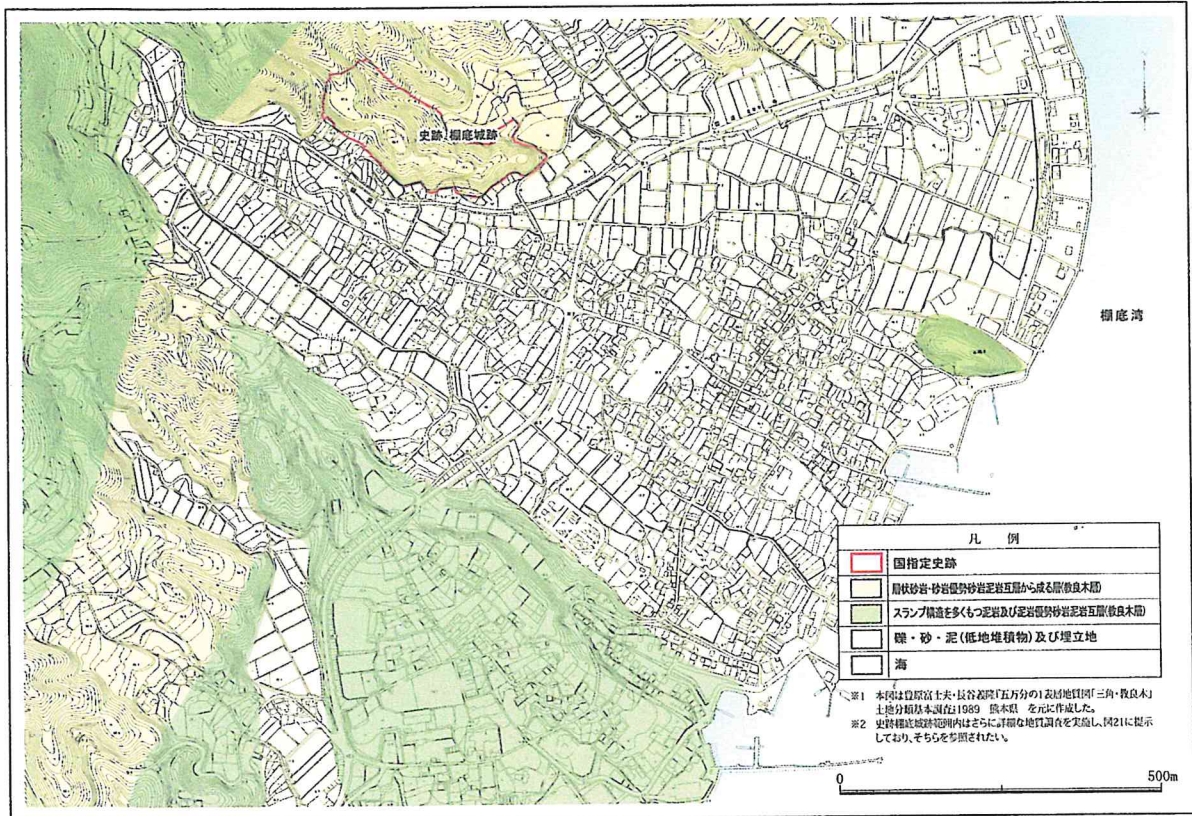 史跡 棚底城跡
棚底湾
凡 例
国指定史跡
層状砂岩・砂岩優勢砂岩泥岩互層から成る層(教良木層)
スランプ構造を多くもつ泥岩及び泥岩優勢砂岩泥岩互層(教良木層)
礫・砂・泥(低地堆積物)及び埋立地
海
※1 本図は豊原富士夫・長谷義隆「五万分の1表層地質図「三角・教良木」
土地分類基本調査」1989 熊本県 を元に作成した。
※2 史跡棚底城跡範囲内はさらに詳細な地質調査を実施し、図21に提示
しており、そちらを参照されたい。
0 500m